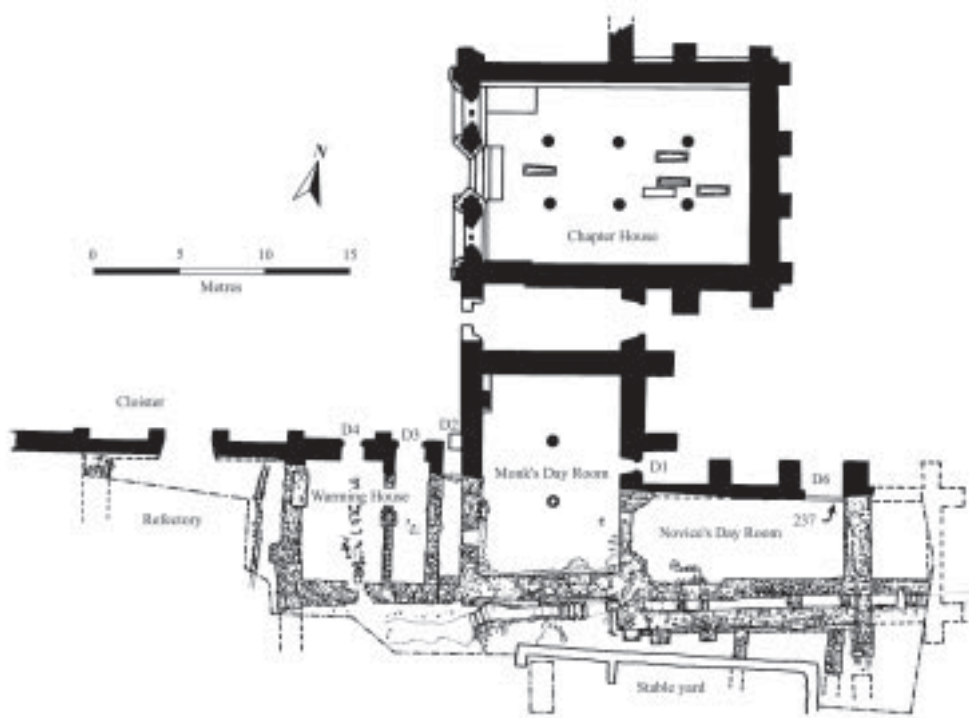 N
Chapter House
0 5 10 15
Metres
Cloister
D4
D3
D2
Monk's Day Room
D1
D6
Warming House
Refectory
237
Novice's Day Room
Stable yard